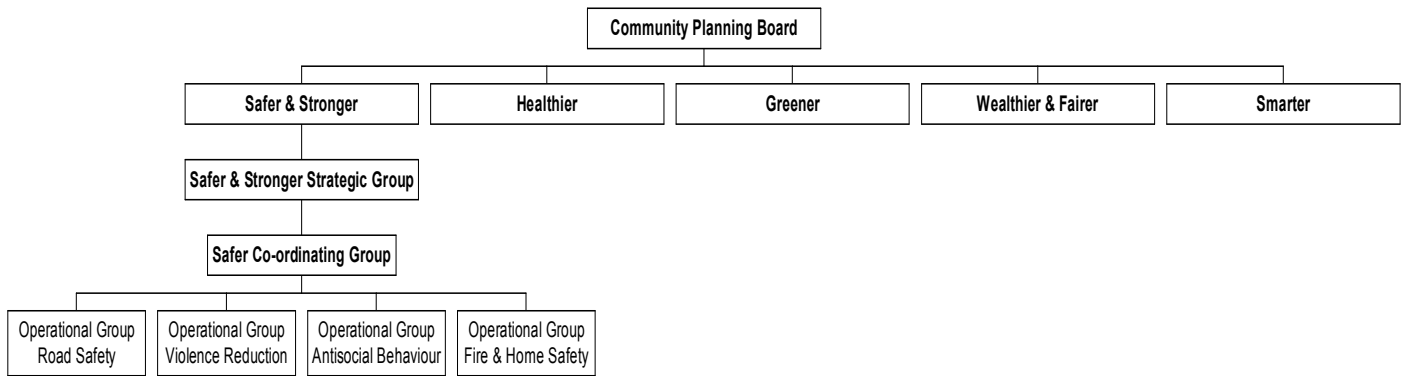 Community Planning Board
Safer & Stronger
Healthier
Greener
Wealthier & Fairer
Smarter
Safer & Stronger Strategic Group
Safer Co-ordinating Group
Operational Group
Road Safety
Operational Group
Violence Reduction
Operational Group
Antisocial Behaviour
Operational Group
Fire & Home Safety